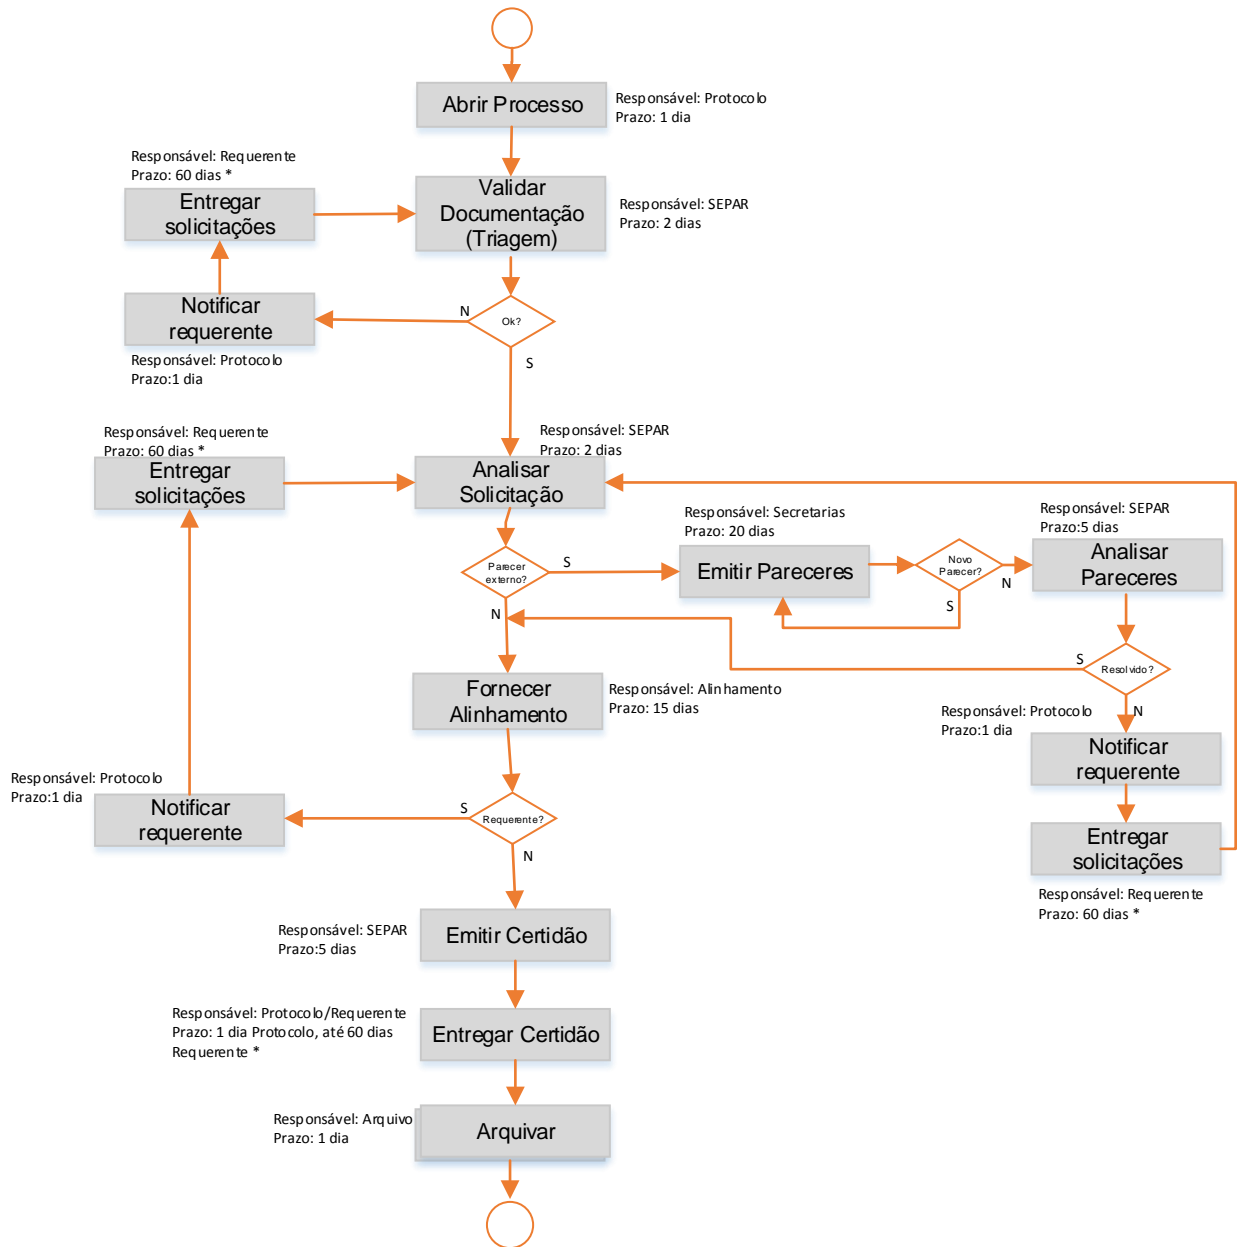 Abrir Processo
Responsável: Protocolo
Prazo: 1 dia
Responsável: Requerente
Prazo: 60 dias *
Entregar
solicitações
Validar
Documentação
(Triagem)
Responsável: SEPAR
Prazo: 2 dias
Notificar
requerente
N
Ok?
S
Responsável: Protocolo
Prazo:1 dia
Responsável: Requerente
Prazo: 60 dias *
Entregar
solicitações
Responsável: SEPAR
Prazo: 2 dias
Analisar
Solicitação
Parecer
externo?
S
N
Responsável: Secretarias
Prazo: 20 dias
Emitir Pareceres
Novo
Parecer?
N
S
Responsável: SEPAR
Prazo:5 dias
Analisar
Pareceres
S
Resolvido?
N
Fornecer
Alinhamento
Responsável: Alinhamento
Prazo: 15 dias
Responsável: Protocolo
Prazo:1 dia
Notificar
requerente
Responsável: Protocolo
Prazo:1 dia
Notificar
requerente
S
Requerente?
N
Entregar
solicitações
Responsável: Requerente
Prazo: 60 dias *
Responsável: SEPAR
Prazo:5 dias
Emitir Certidão
Responsável: Protocolo/Requerente
Prazo: 1 dia Protocolo, até 60 dias
Requerente *
Entregar Certidão
Responsável: Arquivo
Prazo: 1 dia
Arquivar